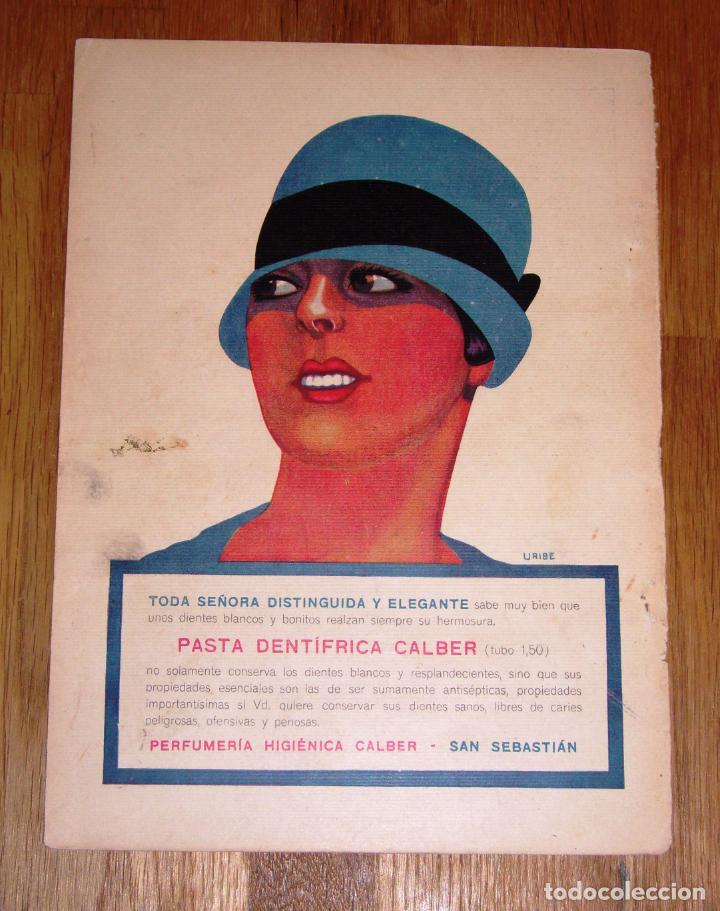 URIBE
TODA SEÑORA DISTINGUIDA Y ELEGANTE sabe muy bien que
unos dientes blancos y bonitos realzan siempre su hermosura.
PASTA DENTÍFRICA CALBER (tubo 1,50)
no solamente conserva los dientes blancos y resplandecientes, sino que sus
propiedades, esenciales son las de ser sumamente antisépticas, propiedades
importantísimas si Vd. quiere conservar sus dientes sanos, libres de caries
peligrosas, ofensivas y penosas.
PERFUMERÍA HIGIÉNICA CALBER - SAN SEBASTIÁN
todocoleccion